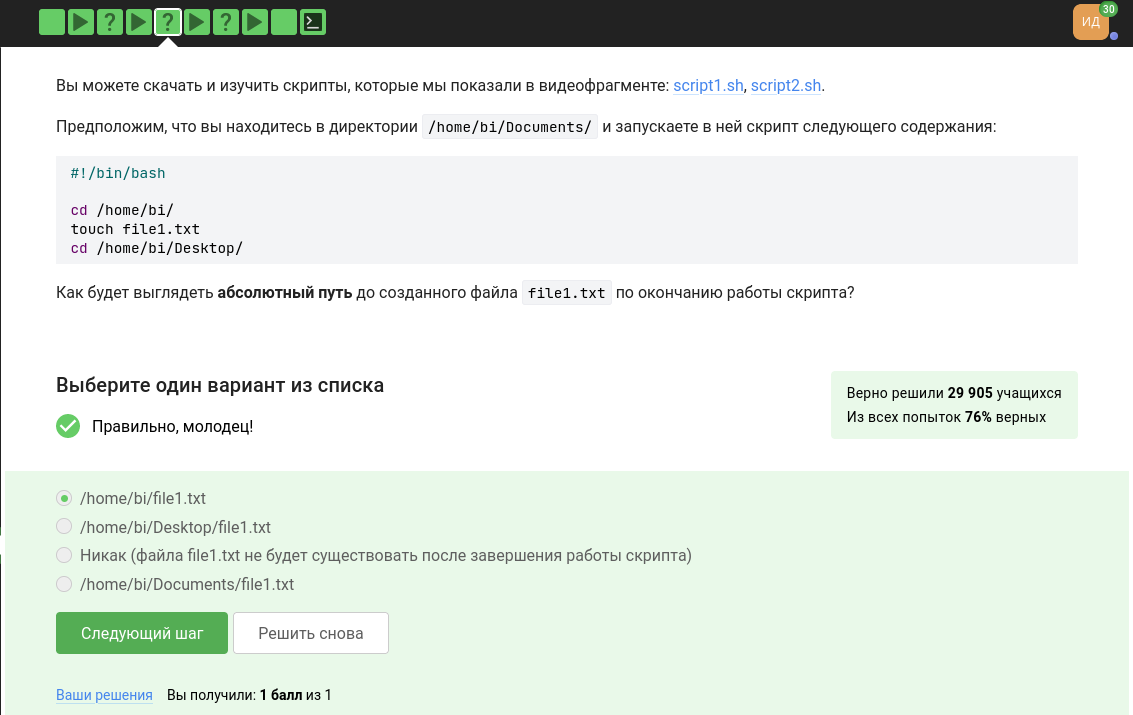 ? ? ?
ИД 30
Вы можете скачать и изучить скрипты, которые мы показали в видеофрагменте: script1.sh, script2.sh.
Предположим, что вы находитесь в директории /home/bi/Documents/ и запускаете в ней скрипт следующего содержания:
#!/bin/bash
cd /home/bi/
touch file1.txt
cd /home/bi/Desktop/
Как будет выглядеть абсолютный путь до созданного файла file1.txt по окончанию работы скрипта?
Выберите один вариант из списка
Правильно, молодец!
Верно решили 29 905 учащихся
Из всех попыток 76% верных
/home/bi/file1.txt
/home/bi/Desktop/file1.txt
Никак (файла file1.txt не будет существовать после завершения работы скрипта)
/home/bi/Documents/file1.txt
Следующий шаг Решить снова
Ваши решения Вы получили: 1 балл из 1